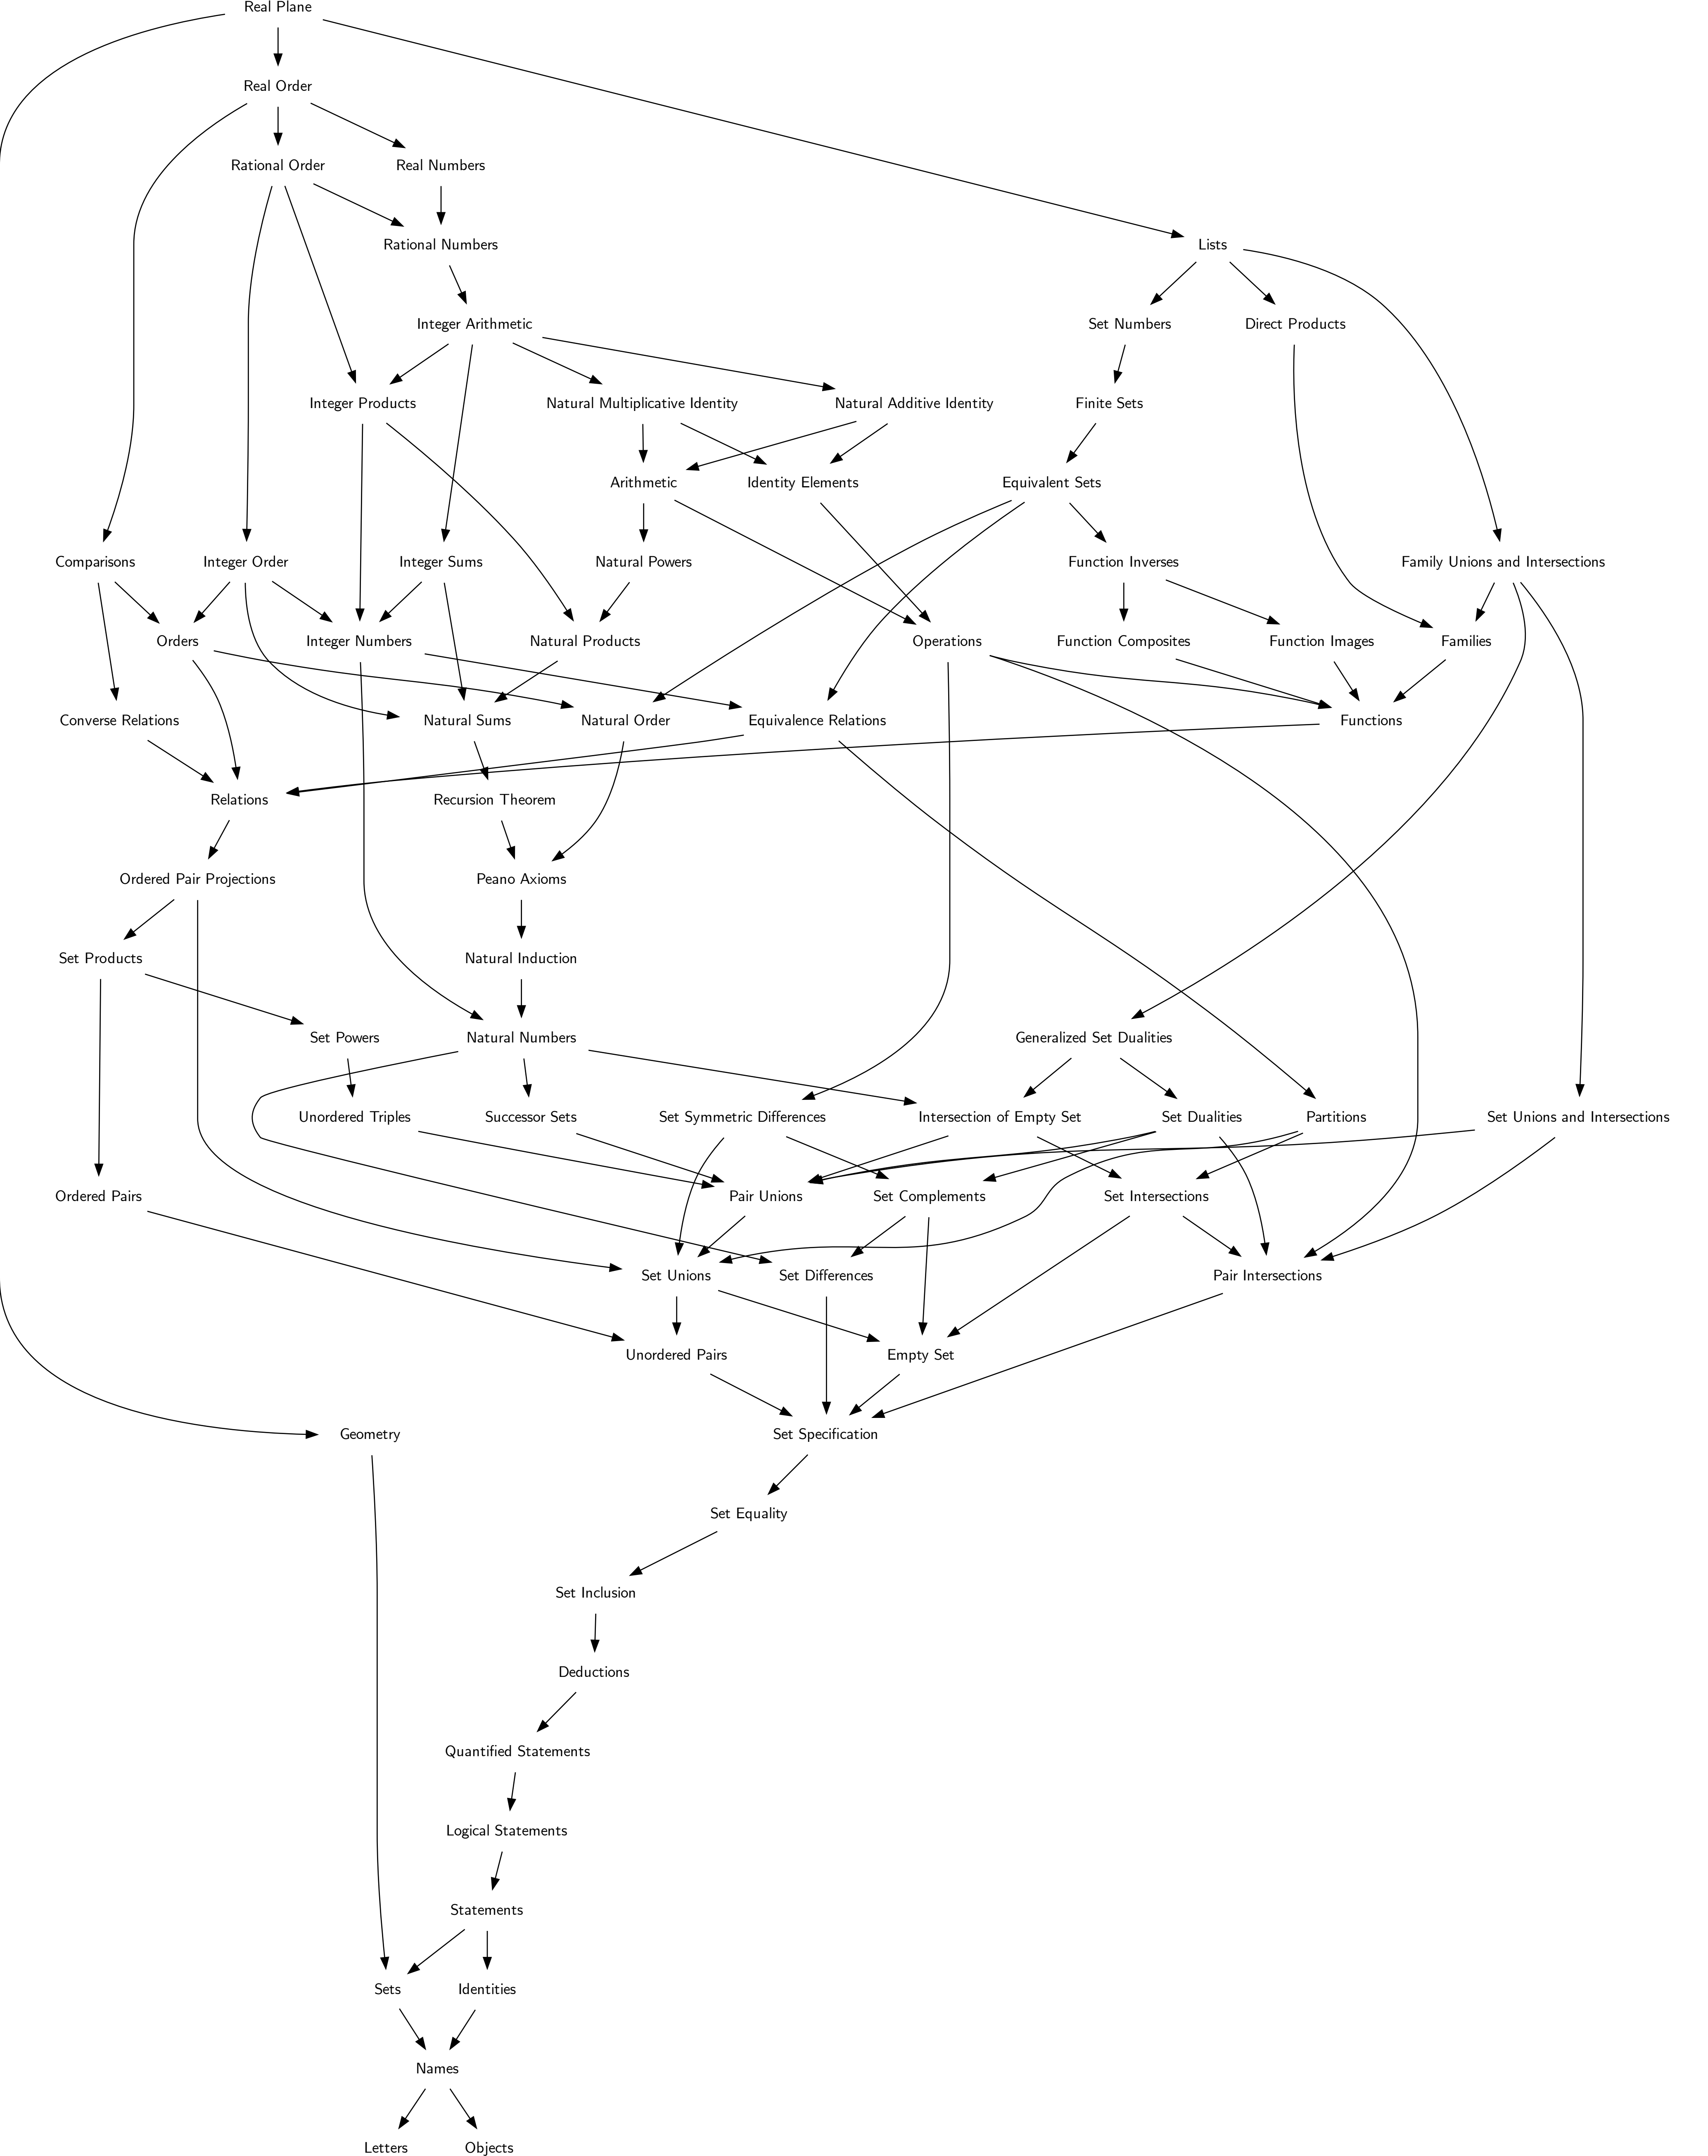 Real Plane
Real Order
Rational Order
Real Numbers
Rational Numbers
Lists
Integer Arithmetic
Set Numbers
Direct Products
Integer Products
Natural Multiplicative Identity
Natural Additive Identity
Finite Sets
Arithmetic
Identity Elements
Equivalent Sets
Comparisons
Integer Order
Integer Sums
Natural Powers
Function Inverses
Family Unions and Intersections
Orders
Integer Numbers
Natural Products
Operations
Function Composites
Function Images
Families
Converse Relations
Natural Sums
Natural Order
Equivalence Relations
Functions
Relations
Recursion Theorem
Ordered Pair Projections
Peano Axioms
Set Products
Natural Induction
Set Powers
Natural Numbers
Generalized Set Dualities
Unordered Triples
Successor Sets
Set Symmetric Differences
Intersection of Empty Set
Set Dualities
Partitions
Set Unions and Intersections
Ordered Pairs
Pair Unions
Set Complements
Set Intersections
Set Unions
Set Differences
Pair Intersections
Unordered Pairs
Empty Set
Geometry
Set Specification
Set Equality
Set Inclusion
Deductions
Quantified Statements
Logical Statements
Statements
Sets
Identities
Names
Letters
Objects